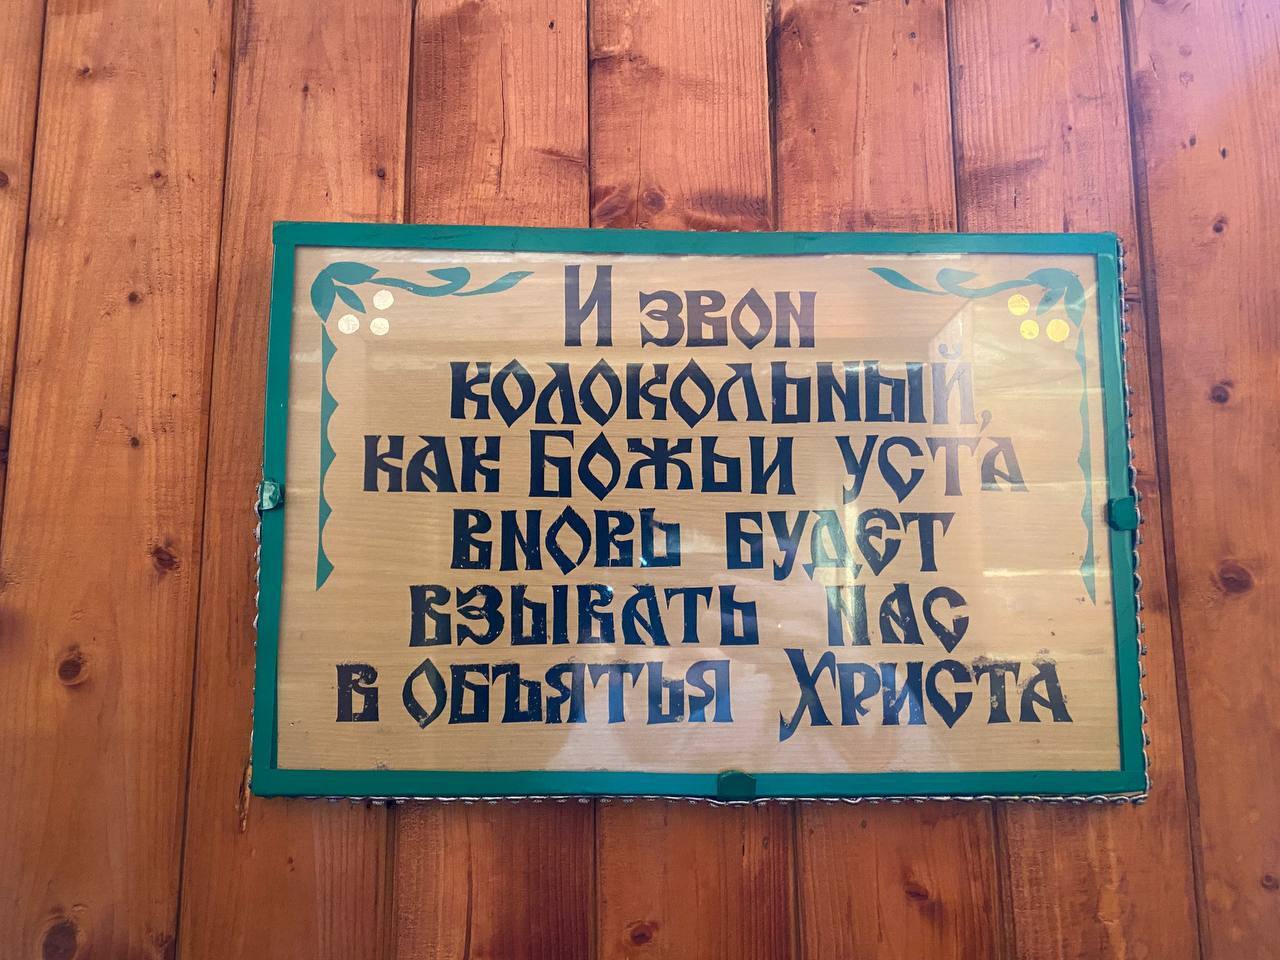 И звон
колокольный,
как Божьи уста
вновь будет
взывать нас
в объятья Христа